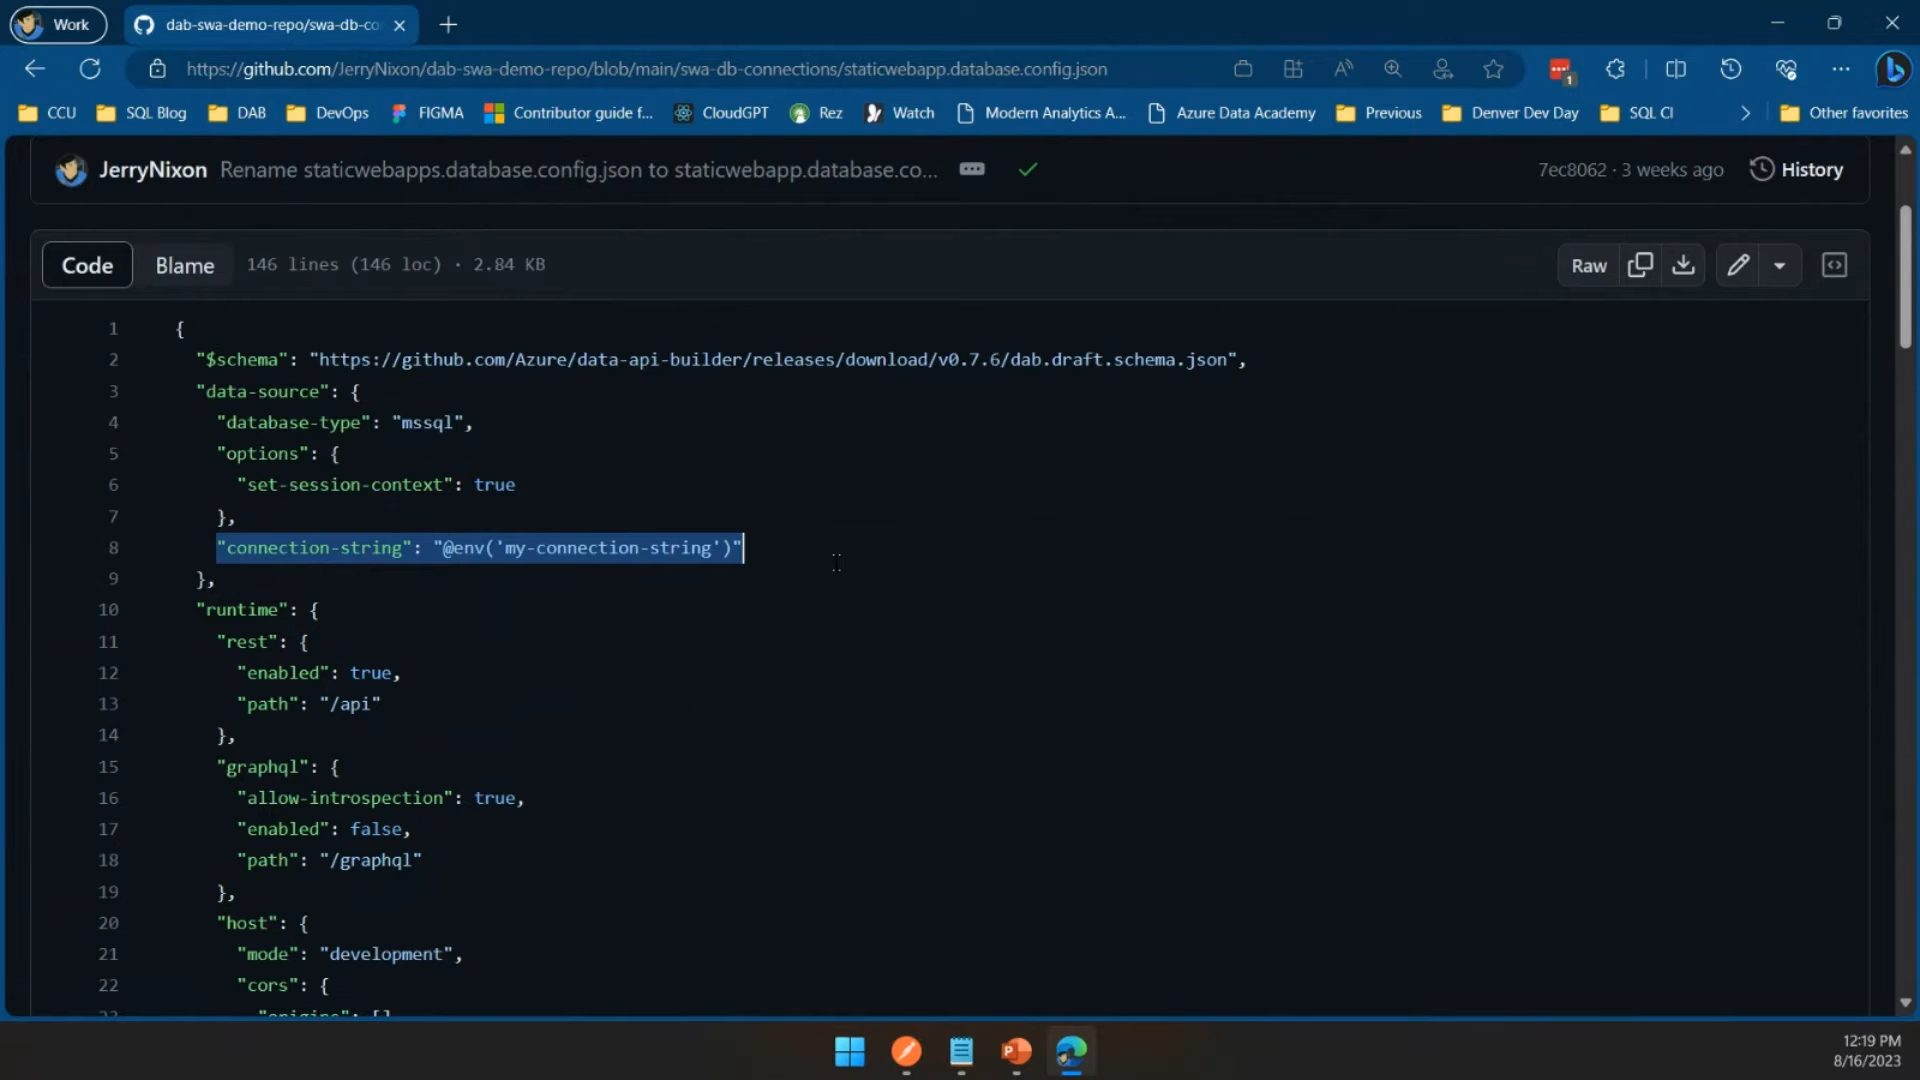 Work
dab-swa-demo-repo/swa-db-co
https://github.com/JerryNixon/dab-swa-demo-repo/blob/main/swa-db-connections/staticwebapp.database.config.json
1
CCU SQL Blog DAB DevOps FIGMA Contributor guide f... CloudGPT Rez Watch Modern Analytics A... Azure Data Academy Previous Denver Dev Day SQL CI Other favorites
JerryNixon Rename staticwebapps.database.config.json to staticwebapp.database.co... 7ec8062 · 3 weeks ago History
Code Blame 146 lines (146 loc) · 2.84 KB Raw
1 {
2 "$schema": "https://github.com/Azure/data-api-builder/releases/download/v0.7.6/dab.draft.schema.json",
3 "data-source": {
4 "database-type": "mssql",
5 "options": {
6 "set-session-context": true
7 },
8 "connection-string": "@env('my-connection-string')"
9 },
10 "runtime": {
11 "rest": {
12 "enabled": true,
13 "path": "/api"
14 },
15 "graphql": {
16 "allow-introspection": true,
17 "enabled": false,
18 "path": "/graphql"
19 },
20 "host": {
21 "mode": "development",
22 "cors": {
23 "origins": []
12:19 PM
8/16/2023